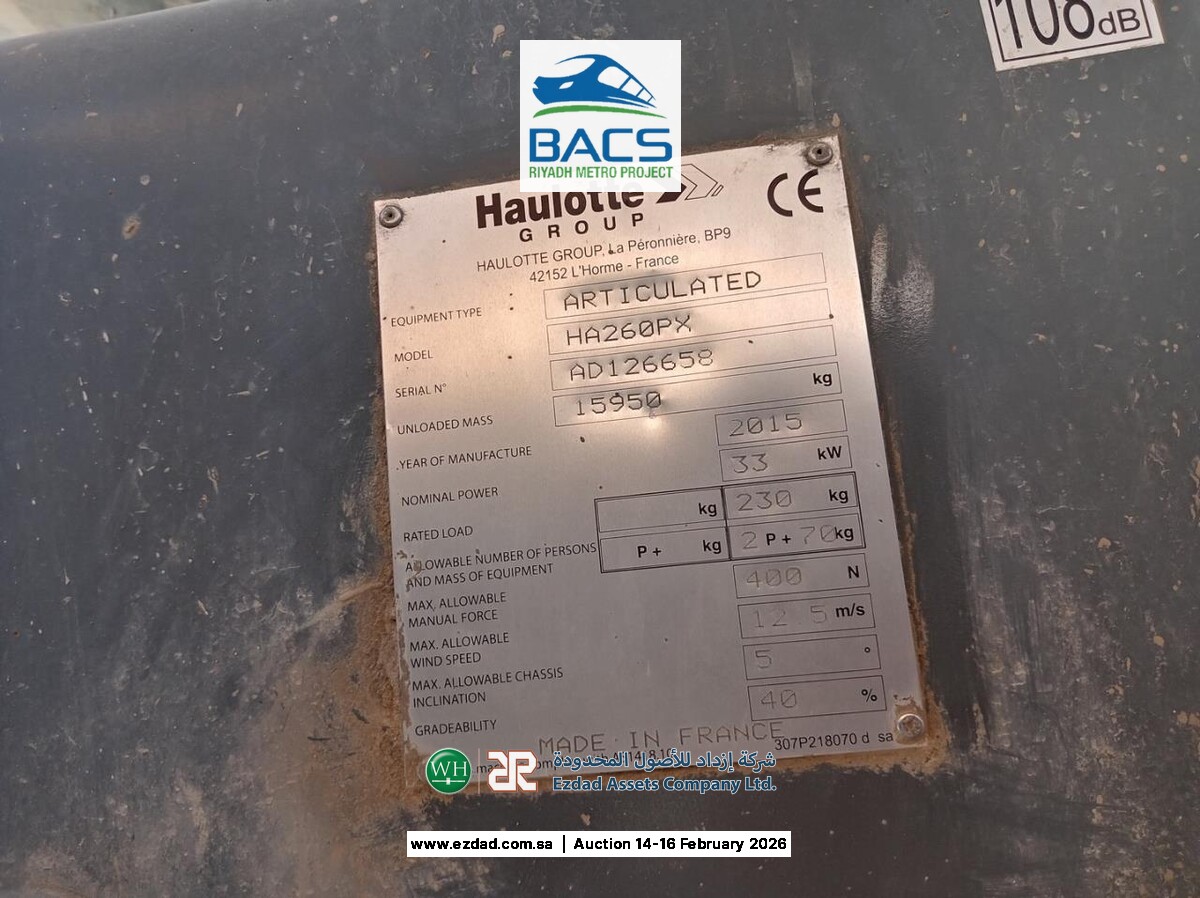 108dB
BACS
RIYADH METRO PROJECT
Haulotte
GROUP
CE
HAULOTTE GROUP, La Péronnière, BP9
42152 L'Horme - France
EQUIPMENT TYPE ARTICULATED
MODEL HA260PX
SERIAL N° AD126658
UNLOADED MASS 15950 kg
YEAR OF MANUFACTURE 2015
NOMINAL POWER 33 kW
RATED LOAD kg 230 kg
ALLOWABLE NUMBER OF PERSONS
AND MASS OF EQUIPMENT P + kg 2 P + 70 kg
MAX. ALLOWABLE
MANUAL FORCE 400 N
MAX. ALLOWABLE
WIND SPEED 12.5 m/s
MAX. ALLOWABLE CHASSIS
INCLINATION 5 °
GRADEABILITY 40 %
MADE IN FRANCE
307P218070 d sa
WH
شركة إزداد للأصول المحدودة
Ezdad Assets Company Ltd.
www.ezdad.com.sa | Auction 14-16 February 2026